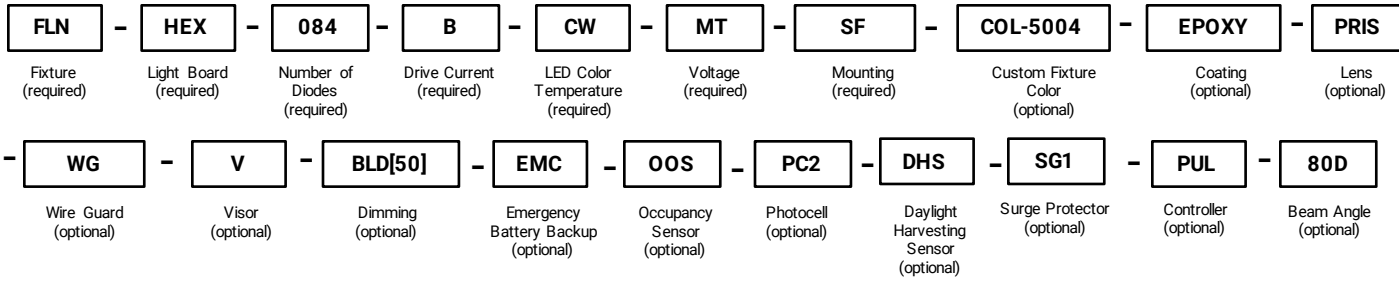 FLN - HEX - 084 - B - CW - MT - SF - COL-5004 - EPOXY - PRIS
Fixture
(required)
Light Board
(required)
Number of
Diodes
(required)
Drive Current
(required)
LED Color
Temperature
(required)
Voltage
(required)
Mounting
(required)
Custom Fixture
Color
(optional)
Coating
(optional)
Lens
(optional)
- WG - V - BLD[50] - EMC - OOS - PC2 - DHS - SG1 - PUL - 80D
Wire Guard
(optional)
Visor
(optional)
Dimming
(optional)
Emergency
Battery Backup
(optional)
Occupancy
Sensor
(optional)
Photocell
(optional)
Daylight
Harvesting
Sensor
(optional)
Surge Protector
(optional)
Controller
(optional)
Beam Angle
(optional)